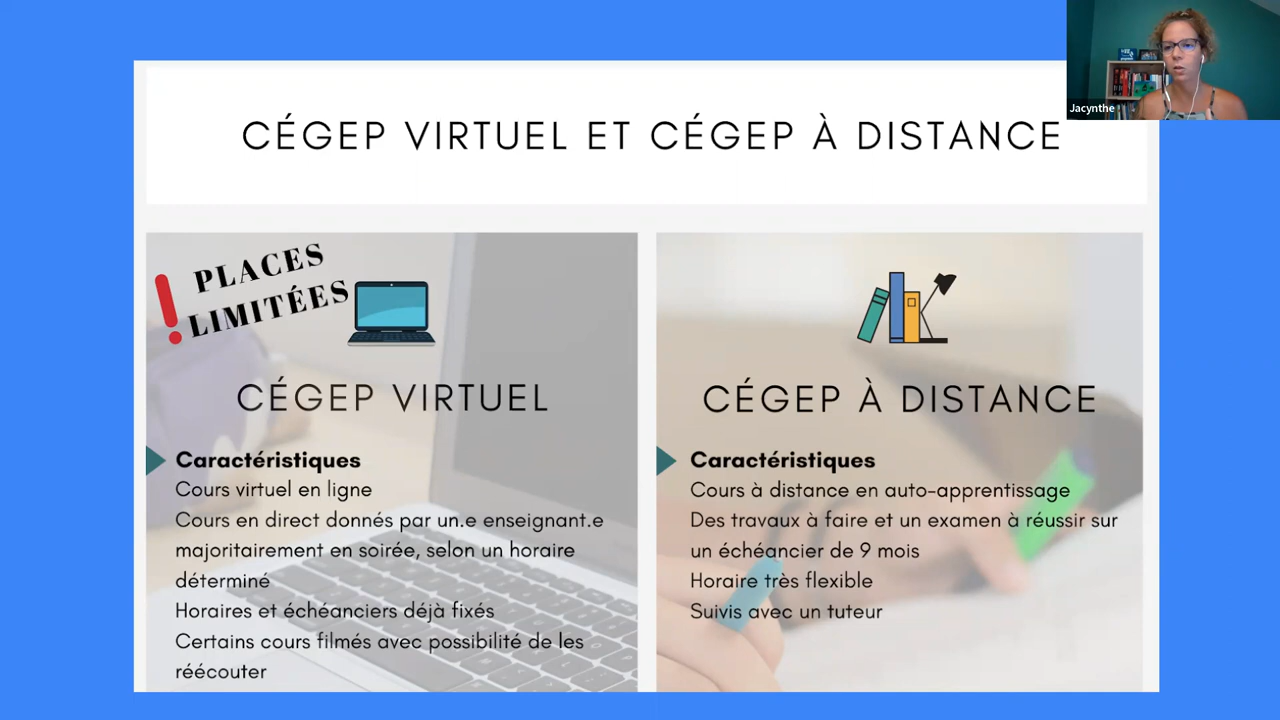 Jacynthe
CÉGEP VIRTUEL ET CÉGEP À DISTANCE
PLACES
LIMITÉES
CÉGEP VIRTUEL
Caractéristiques
Cours virtuel en ligne
Cours en direct donnés par un.e enseignant.e
majoritairement en soirée, selon un horaire
déterminé
Horaires et échéanciers déjà fixés
Certains cours filmés avec possibilité de les
réécouter
CÉGEP À DISTANCE
Caractéristiques
Cours à distance en auto-apprentissage
Des travaux à faire et un examen à réussir sur
un échéancier de 9 mois
Horaire très flexible
Suivis avec un tuteur